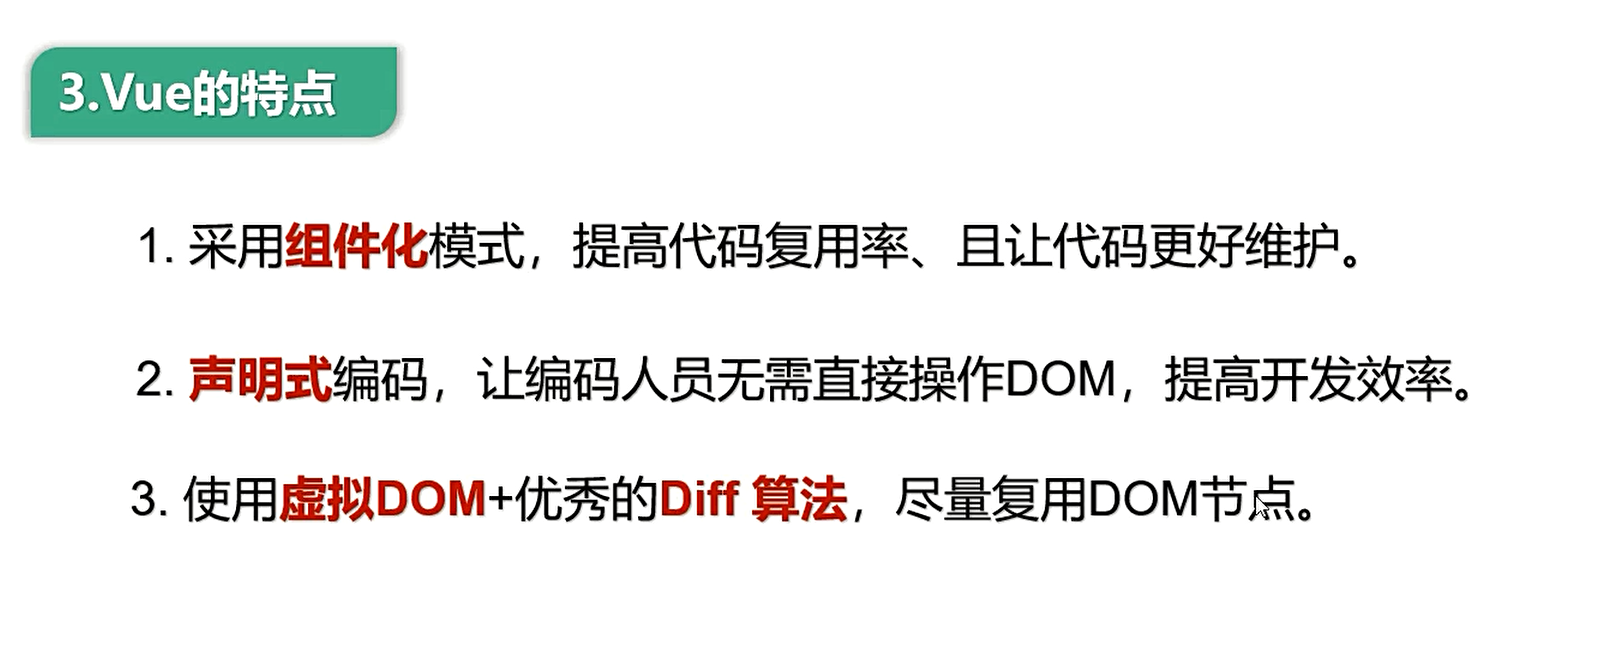 3.Vue的特点
1. 采用组件化模式，提高代码复用率、且让代码更好维护。
2. 声明式编码，让编码人员无需直接操作DOM，提高开发效率。
3. 使用虚拟DOM+优秀的Diff 算法，尽量复用DOM节点。